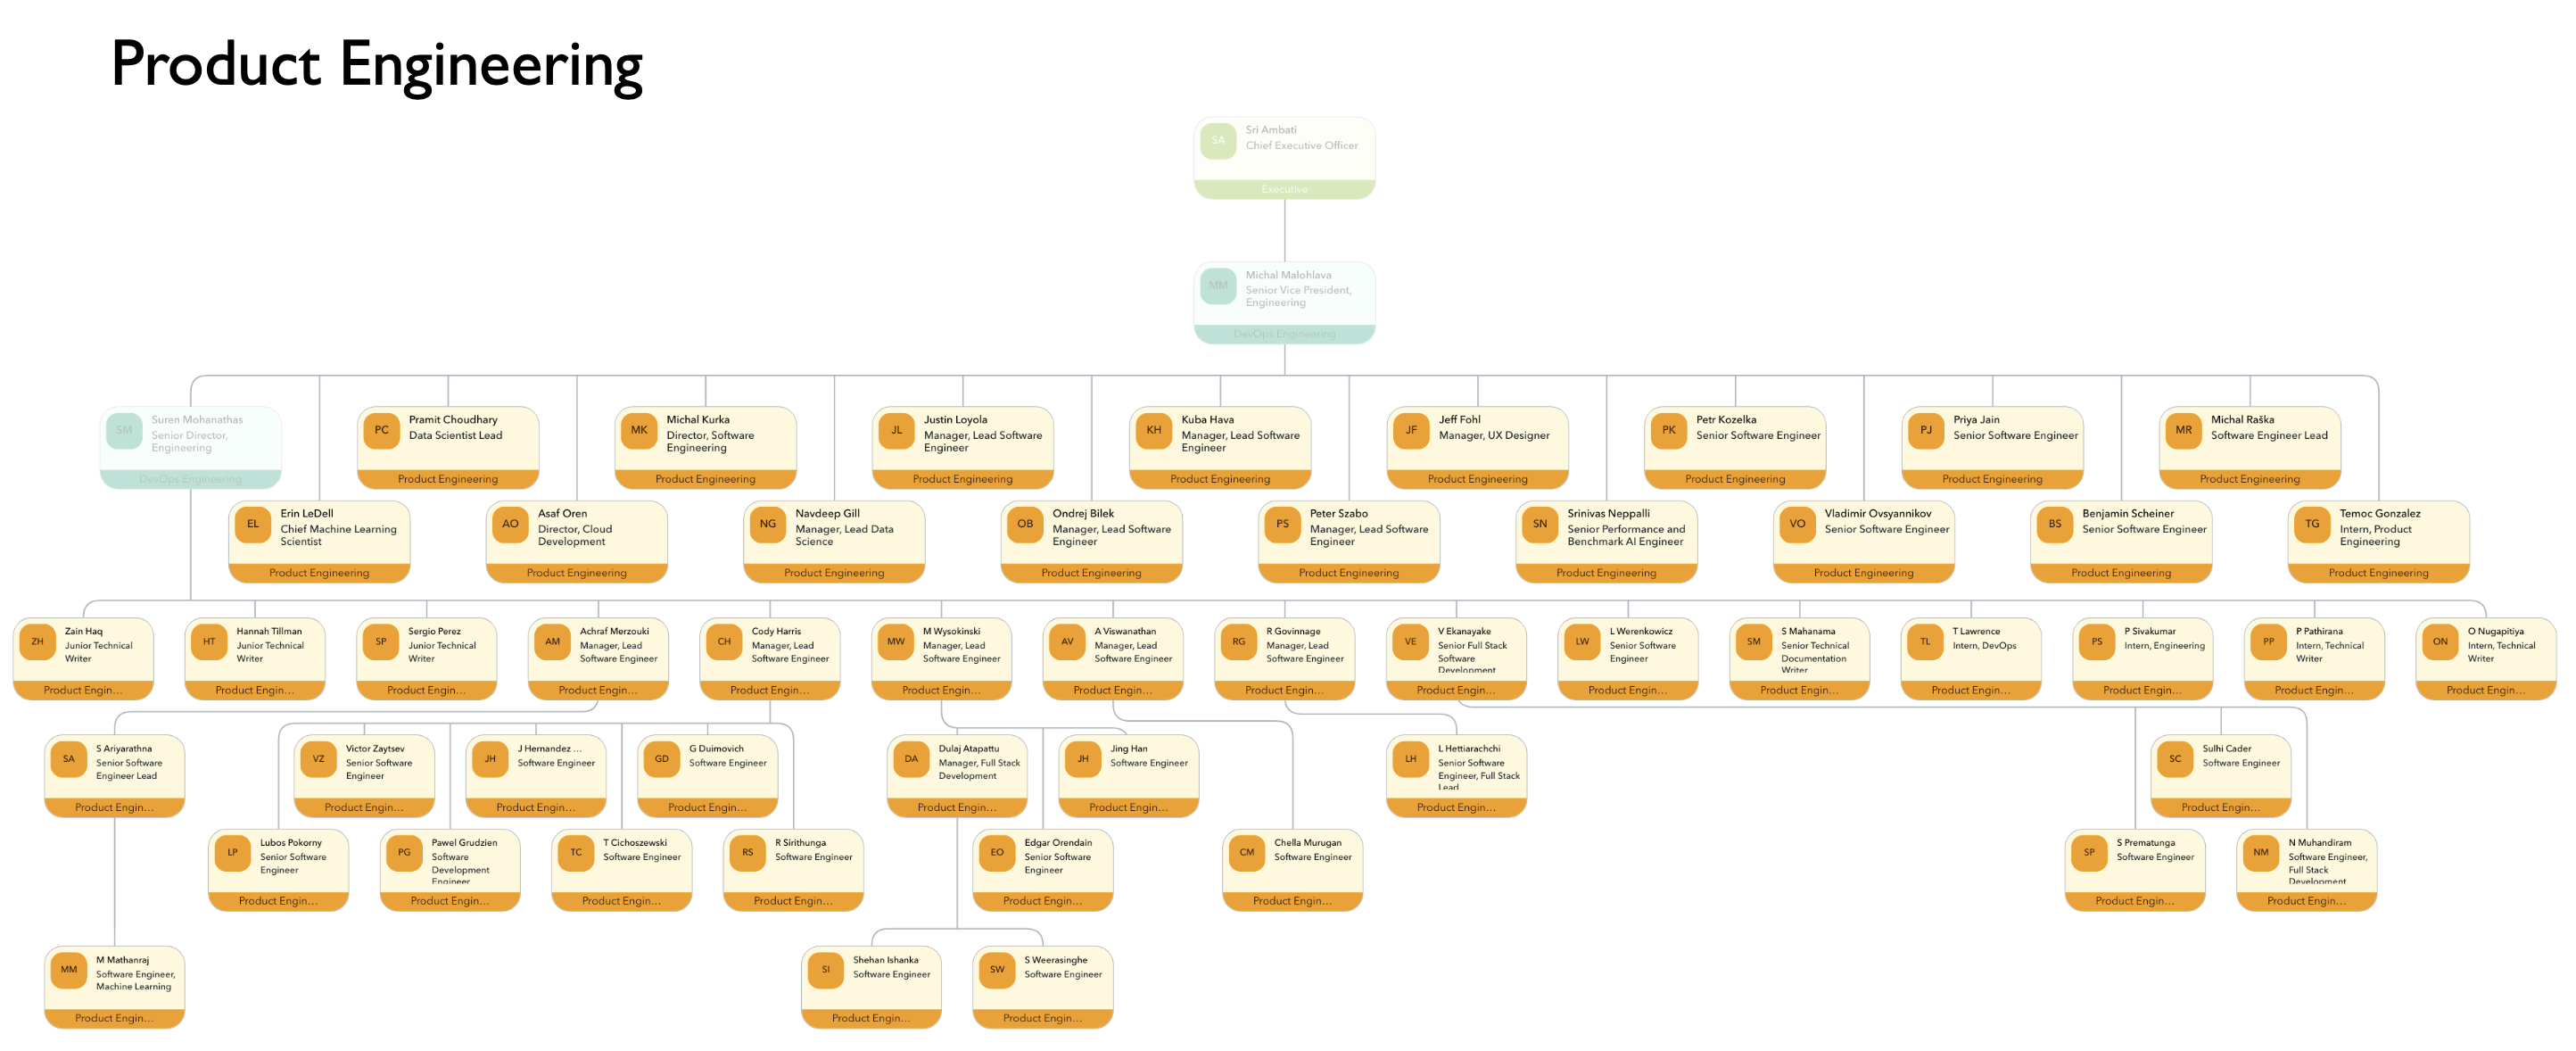 Product Engineering
SA
Sri Ambati
Chief Executive Officer
Executive
MM
Michal Malohlava
Senior Vice President,
Engineering
DevOps Engineering
SM
Suren Mohanathas
Senior Director,
Engineering
DevOps Engineering
PC
Pramit Choudhary
Data Scientist Lead
Product Engineering
MK
Michal Kurka
Director, Software
Engineering
Product Engineering
JL
Justin Loyola
Manager, Lead Software
Engineer
Product Engineering
KH
Kuba Hava
Manager, Lead Software
Engineer
Product Engineering
JF
Jeff Fohl
Manager, UX Designer
Product Engineering
PK
Petr Kozelka
Senior Software Engineer
Product Engineering
PJ
Priya Jain
Senior Software Engineer
Product Engineering
MR
Michal Raška
Software Engineer Lead
Product Engineering
EL
Erin LeDell
Chief Machine Learning
Scientist
Product Engineering
AO
Asaf Oren
Director, Cloud
Development
Product Engineering
NG
Navdeep Gill
Manager, Lead Data
Science
Product Engineering
OB
Ondrej Bilek
Manager, Lead Software
Engineer
Product Engineering
PS
Peter Szabo
Manager, Lead Software
Engineer
Product Engineering
SN
Srinivas Neppalli
Senior Performance and
Benchmark AI Engineer
Product Engineering
VO
Vladimir Ovsyannikov
Senior Software Engineer
Product Engineering
BS
Benjamin Scheiner
Senior Software Engineer
Product Engineering
TG
Temoc Gonzalez
Intern, Product
Engineering
Product Engineering
ZH
Zain Haq
Junior Technical
Writer
Product Engin...
HT
Hannah Tillman
Junior Technical
Writer
Product Engin...
SP
Sergio Perez
Junior Technical
Writer
Product Engin...
AM
Achraf Merzouki
Manager, Lead
Software Engineer
Product Engin...
CH
Cody Harris
Manager, Lead
Software Engineer
Product Engin...
MW
M Wysokinski
Manager, Lead
Software Engineer
Product Engin...
AV
A Viswanathan
Manager, Lead
Software Engineer
Product Engin...
RG
R Govinnage
Manager, Lead
Software Engineer
Product Engin...
VE
V Ekanayake
Senior Full Stack
Software
Development
Product Engin...
LW
L Werenkowicz
Senior Software
Engineer
Product Engin...
SM
S Mahanama
Senior Technical
Documentation
Writer
Product Engin...
TL
T Lawrence
Intern, DevOps
Product Engin...
PS
P Sivakumar
Intern, Engineering
Product Engin...
PP
P Pathirana
Intern, Technical
Writer
Product Engin...
ON
O Nugapitiya
Intern, Technical
Writer
Product Engin...
SA
S Ariyarathna
Senior Software
Engineer Lead
Product Engin...
VZ
Victor Zaytsev
Senior Software
Engineer
Product Engin...
JH
J Hernandez ...
Software Engineer
Product Engin...
GD
G Duimovich
Software Engineer
Product Engin...
DA
Dulaj Atapattu
Manager, Full Stack
Development
Product Engin...
JH
Jing Han
Software Engineer
Product Engin...
LH
L Hettiarachchi
Senior Software
Engineer, Full Stack
Lead
Product Engin...
SC
Sulhi Cader
Software Engineer
Product Engin...
LP
Lubos Pokorny
Senior Software
Engineer
Product Engin...
PG
Pawel Grudzien
Software
Development
Engineer
Product Engin...
TC
T Cichoszewski
Software Engineer
Product Engin...
RS
R Sirithunga
Software Engineer
Product Engin...
EO
Edgar Orendain
Senior Software
Engineer
Product Engin...
CM
Chella Murugan
Software Engineer
Product Engin...
SP
S Prematunga
Software Engineer
Product Engin...
NM
N Muhandiram
Software Engineer,
Full Stack
Development
Product Engin...
MM
M Mathanraj
Software Engineer,
Machine Learning
Product Engin...
SI
Shehan Ishanka
Software Engineer
Product Engin...
SW
S Weerasinghe
Software Engineer
Product Engin...